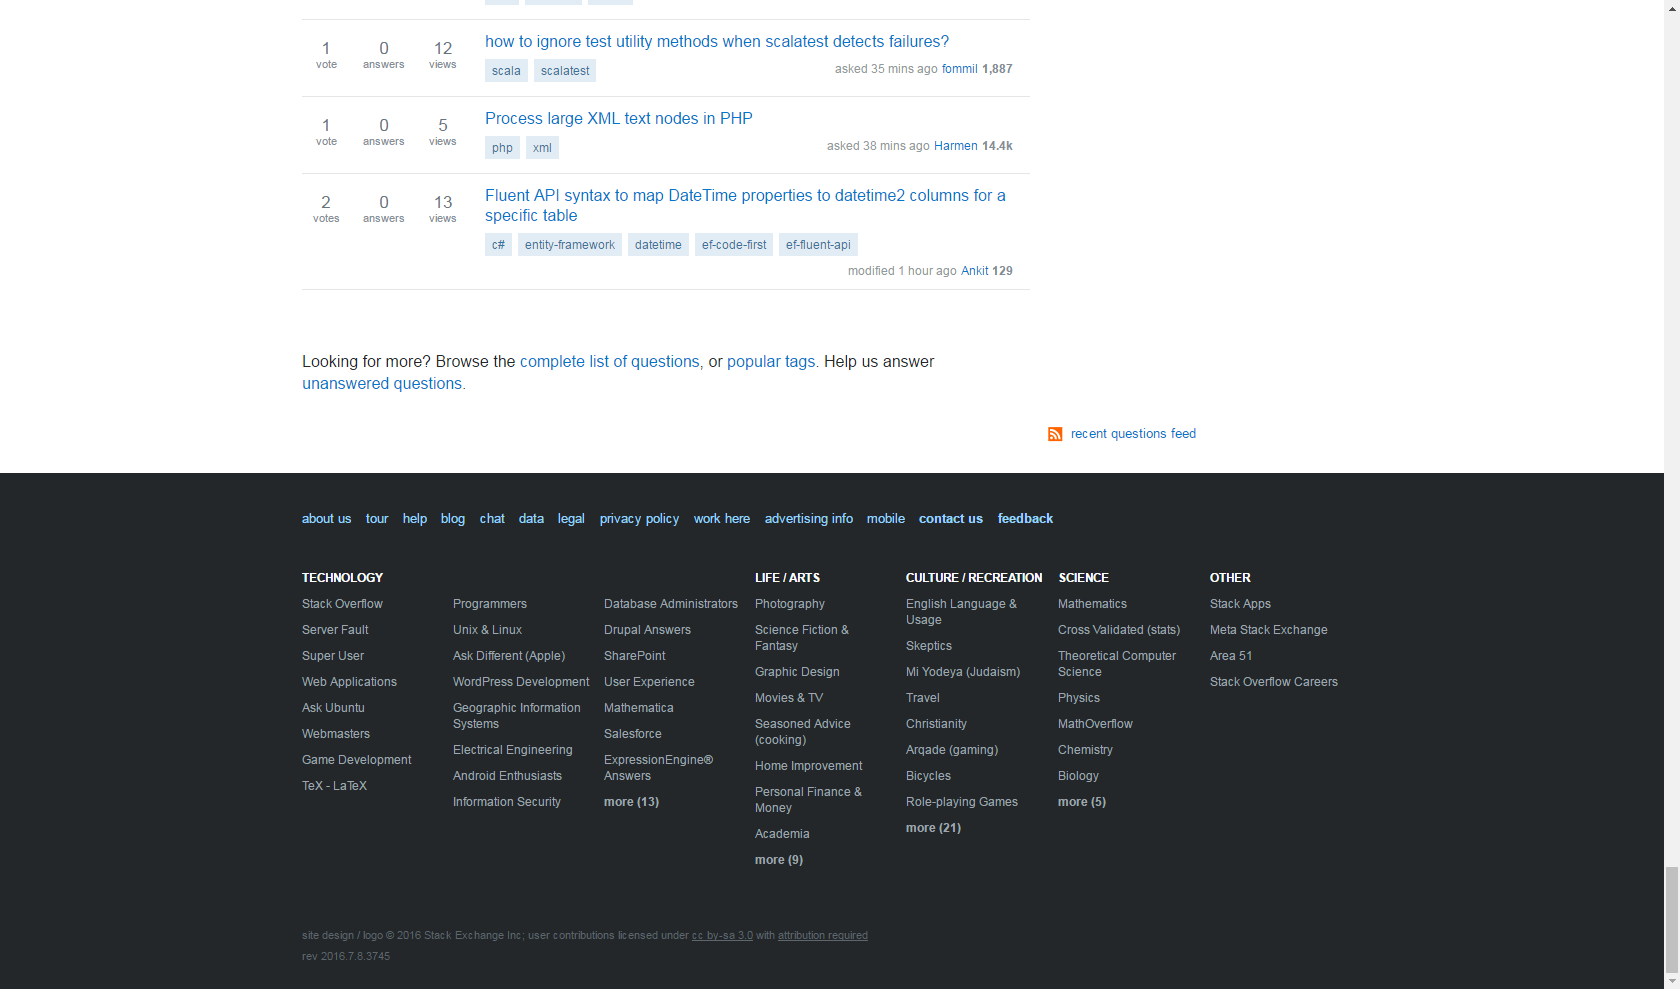 1 0 12 how to ignore test utility methods when scalatest detects failures?
vote answers views
scala scalatest asked 35 mins ago fommil 1,887
1 0 5 Process large XML text nodes in PHP
vote answers views
php xml asked 38 mins ago Harmen 14.4k
2 0 13 Fluent API syntax to map DateTime properties to datetime2 columns for a
votes answers views specific table
c# entity-framework datetime ef-code-first ef-fluent-api
modified 1 hour ago Ankit 129
Looking for more? Browse the complete list of questions, or popular tags. Help us answer
unanswered questions.
recent questions feed
about us tour help blog chat data legal privacy policy work here advertising info mobile contact us feedback
TECHNOLOGY
Stack Overflow
Server Fault
Super User
Web Applications
Ask Ubuntu
Webmasters
Game Development
TeX - LaTeX
Programmers
Unix & Linux
Ask Different (Apple)
WordPress Development
Geographic Information
Systems
Electrical Engineering
Android Enthusiasts
Information Security
Database Administrators
Drupal Answers
SharePoint
User Experience
Mathematica
Salesforce
ExpressionEngine®
Answers
more (13)
LIFE / ARTS
Photography
Science Fiction &
Fantasy
Graphic Design
Movies & TV
Seasoned Advice
(cooking)
Home Improvement
Personal Finance &
Money
Academia
more (9)
CULTURE / RECREATION
English Language &
Usage
Skeptics
Mi Yodeya (Judaism)
Travel
Christianity
Arqade (gaming)
Bicycles
Role-playing Games
more (21)
SCIENCE
Mathematics
Cross Validated (stats)
Theoretical Computer
Science
Physics
MathOverflow
Chemistry
Biology
more (5)
OTHER
Stack Apps
Meta Stack Exchange
Area 51
Stack Overflow Careers
site design / logo © 2016 Stack Exchange Inc; user contributions licensed under cc by-sa 3.0 with attribution required
rev 2016.7.8.3745